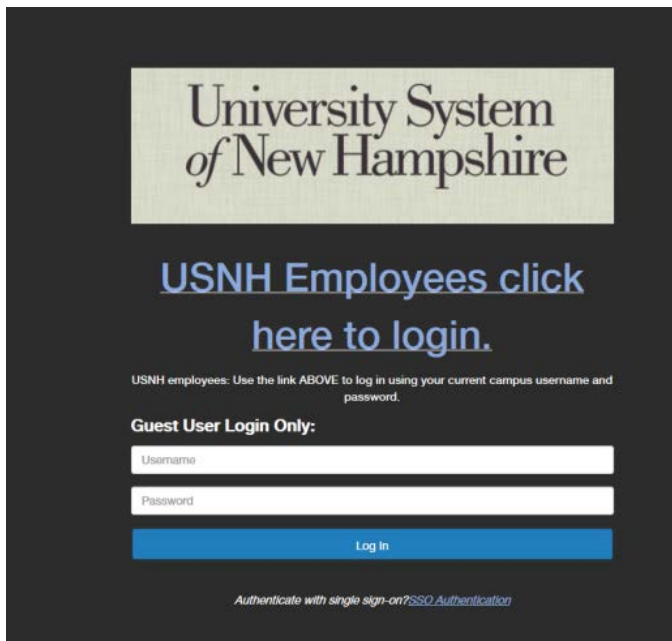 University System
of New Hampshire
USNH Employees click
here to login.
USNH employees: Use the link ABOVE to log in using your current campus username and
password.
Guest User Login Only:
Username
Password
Log In
Authenticate with single sign-on?SSO Authentication